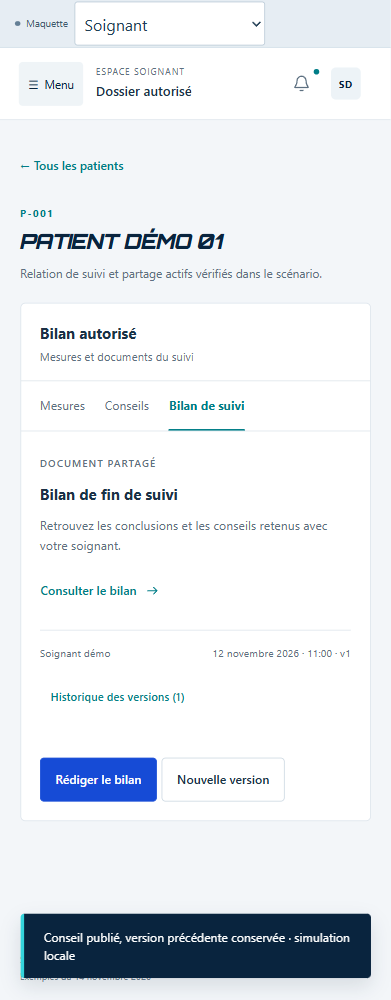 Maquette
Soignant
☰ Menu
ESPACE SOIGNANT
Dossier autorisé
SD
← Tous les patients
P-001
PATIENT DÉMO 01
Relation de suivi et partage actifs vérifiés dans le scénario.
Bilan autorisé
Mesures et documents du suivi
Mesures Conseils Bilan de suivi
DOCUMENT PARTAGÉ
Bilan de fin de suivi
Retrouvez les conclusions et les conseils retenus avec
votre soignant.
Consulter le bilan →
Soignant démo 12 novembre 2026 · 11:00 · v1
Historique des versions (1)
Rédiger le bilan Nouvelle version
Conseil publié, version précédente conservée · simulation
locale